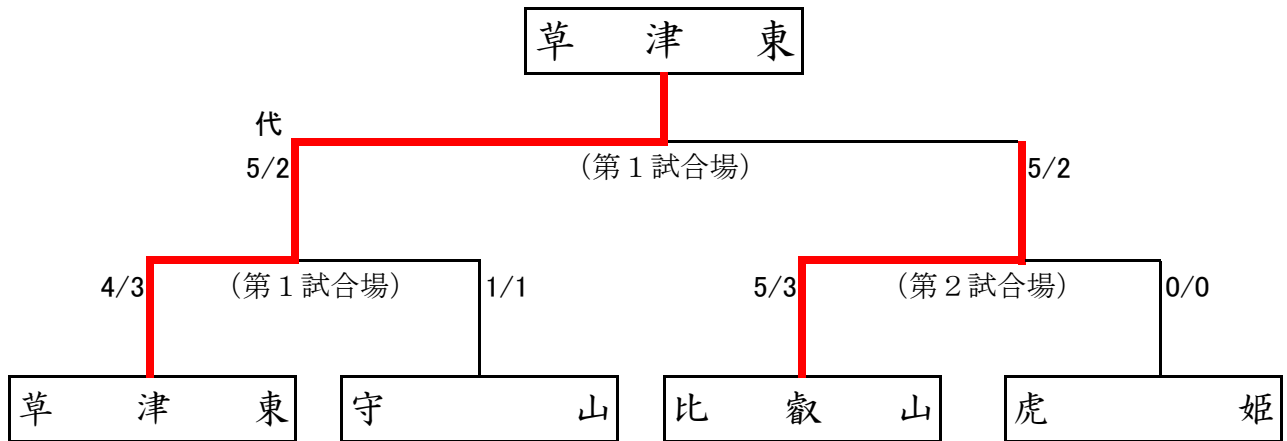 草津東
代
5/2 (第1試合場) 5/2
4/3 (第1試合場) 1/1 5/3 (第2試合場) 0/0
草津東 守山 比叡山 虎姫